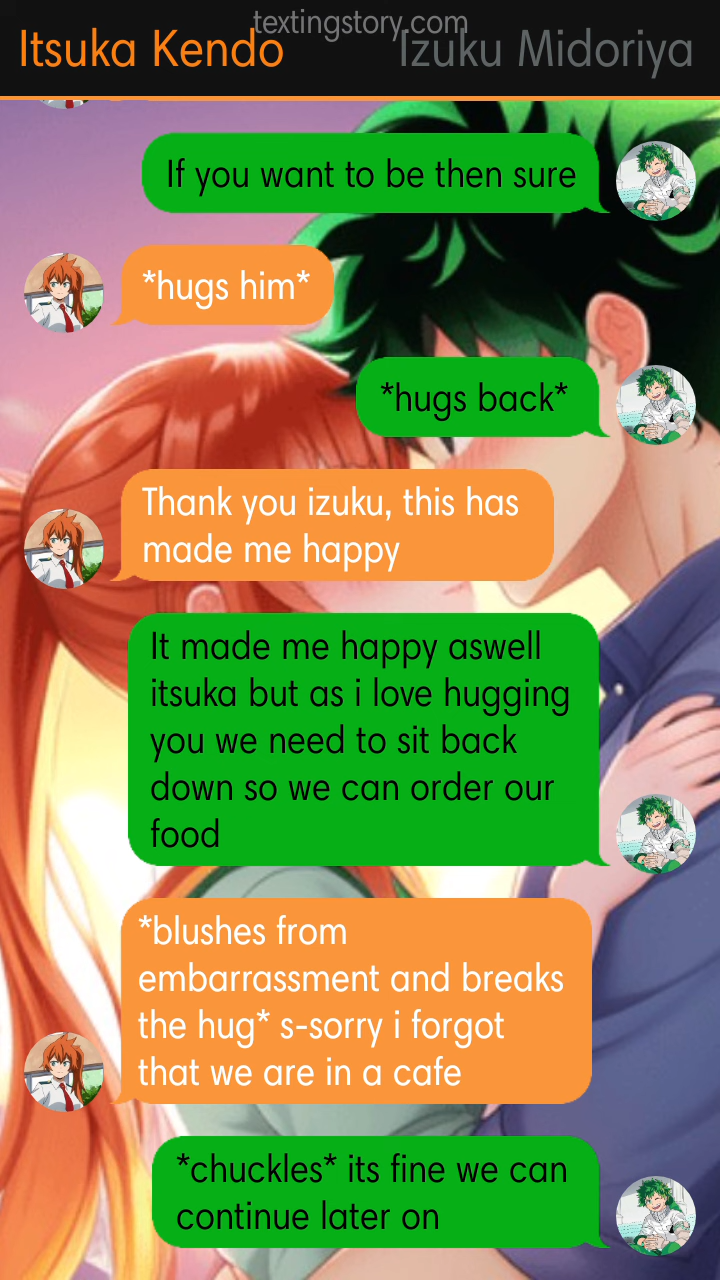 textingstory.com
Itsuka Kendo
Izuku Midoriya
If you want to be then sure
*hugs him*
*hugs back*
Thank you izuku, this has
made me happy
It made me happy aswell
itsuka but as i love hugging
you we need to sit back
down so we can order our
food
*blushes from
embarrassment and breaks
the hug* s-sorry i forgot
that we are in a cafe
*chuckles* its fine we can
continue later on